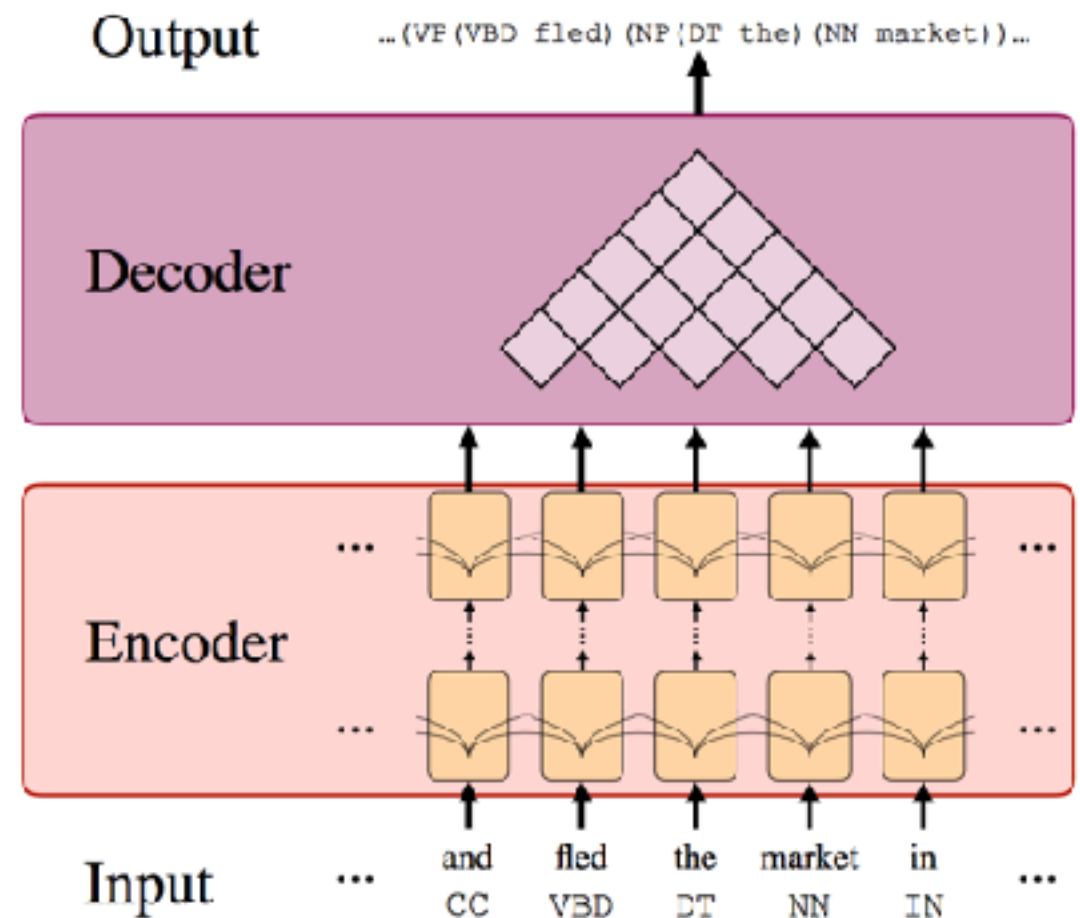 Output ...(VP(VBD fled)(NP(DT the)(NN market))...
Decoder
... ...
Encoder
... ...
Input ... and fled the market in ...
CC VBD DT NN IN